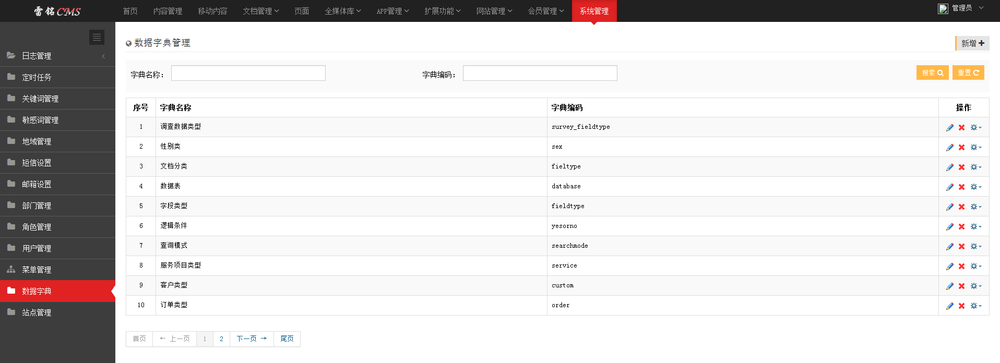 雷铭CMS 首页 内容管理 移动内容 文档管理 页面 全媒体库 APP管理 扩展功能 网站管理 会员管理 系统管理 管理员
日志管理
定时任务
关键词管理
敏感词管理
地域管理
短信设置
邮箱设置
部门管理
角色管理
用户管理
菜单管理
数据字典
站点管理
数据字典管理 新增
字典名称： 字典编码： 搜索 重置
序号 字典名称 字典编码 操作
1 调查数据类型 survey_fieldtype
2 性别类 sex
3 文档分类 fieltype
4 数据表 database
5 字段类型 fieldtype
6 逻辑条件 yesorno
7 查询模式 searchmode
8 服务项目类型 service
9 客户类型 custom
10 订单类型 order
首页 ← 上一页 1 2 下一页 → 尾页